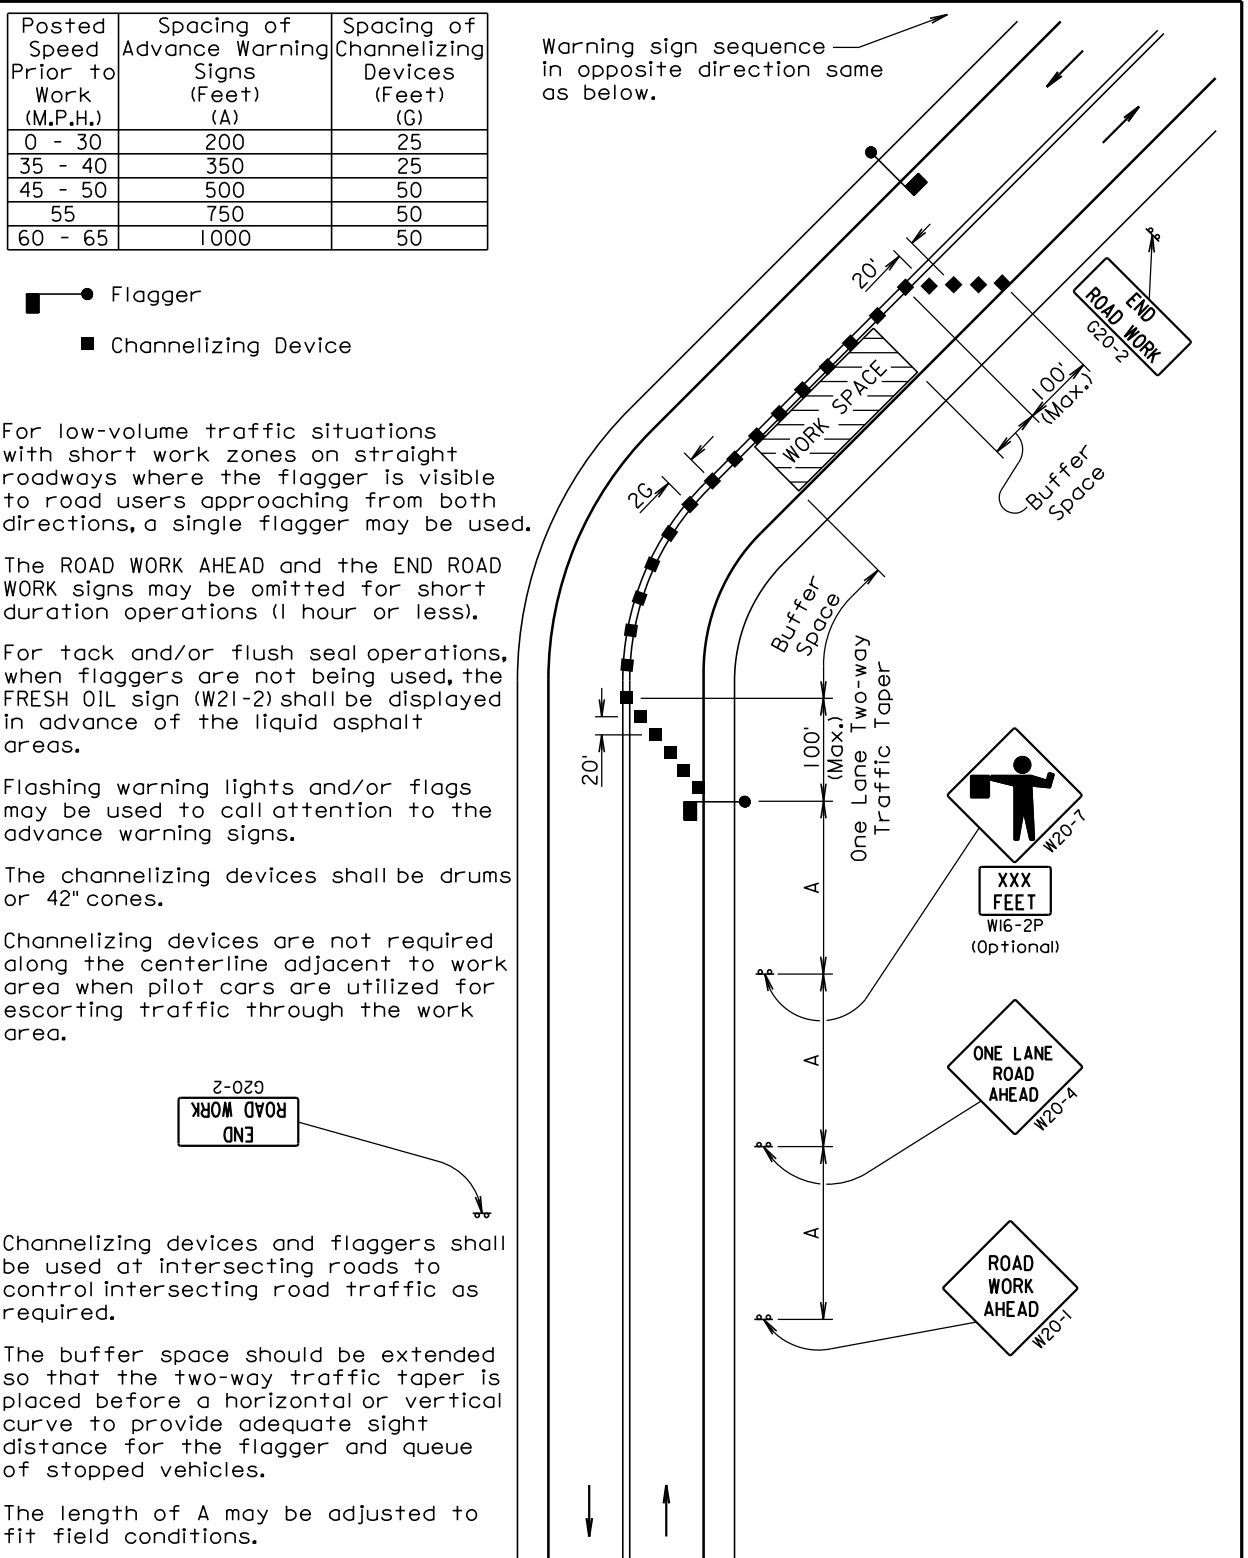 Posted Speed Prior to Work (M.P.H.)
Spacing of Advance Warning Signs (Feet) (A)
Spacing of Channelizing Devices (Feet) (G)
0 - 30 200 25
35 - 40 350 25
45 - 50 500 50
55 750 50
60 - 65 1000 50
Flagger
Channelizing Device
Warning sign sequence
in opposite direction same
as below.
For low-volume traffic situations
with short work zones on straight
roadways where the flagger is visible
to road users approaching from both
directions, a single flagger may be used.
The ROAD WORK AHEAD and the END ROAD
WORK signs may be omitted for short
duration operations (1 hour or less).
For tack and/or flush seal operations,
when flaggers are not being used, the
FRESH OIL sign (W21-2) shall be displayed
in advance of the liquid asphalt
areas.
Flashing warning lights and/or flags
may be used to call attention to the
advance warning signs.
The channelizing devices shall be drums
or 42" cones.
Channelizing devices are not required
along the centerline adjacent to work
area when pilot cars are utilized for
escorting traffic through the work
area.
END
ROAD WORK
G20-2
Channelizing devices and flaggers shall
be used at intersecting roads to
control intersecting road traffic as
required.
The buffer space should be extended
so that the two-way traffic taper is
placed before a horizontal or vertical
curve to provide adequate sight
distance for the flagger and queue
of stopped vehicles.
The length of A may be adjusted to
fit field conditions.
20'
END
ROAD WORK
G20-2
100'
(Max.)
Buffer
Space
WORK SPACE
2G
Buffer
Space
20'
100'
(Max.)
One Lane Two-way
Traffic Taper
W20-7
XXX
FEET
W16-2P
(Optional)
A
ONE LANE
ROAD
AHEAD
W20-4
A
ROAD
WORK
AHEAD
W20-1
A